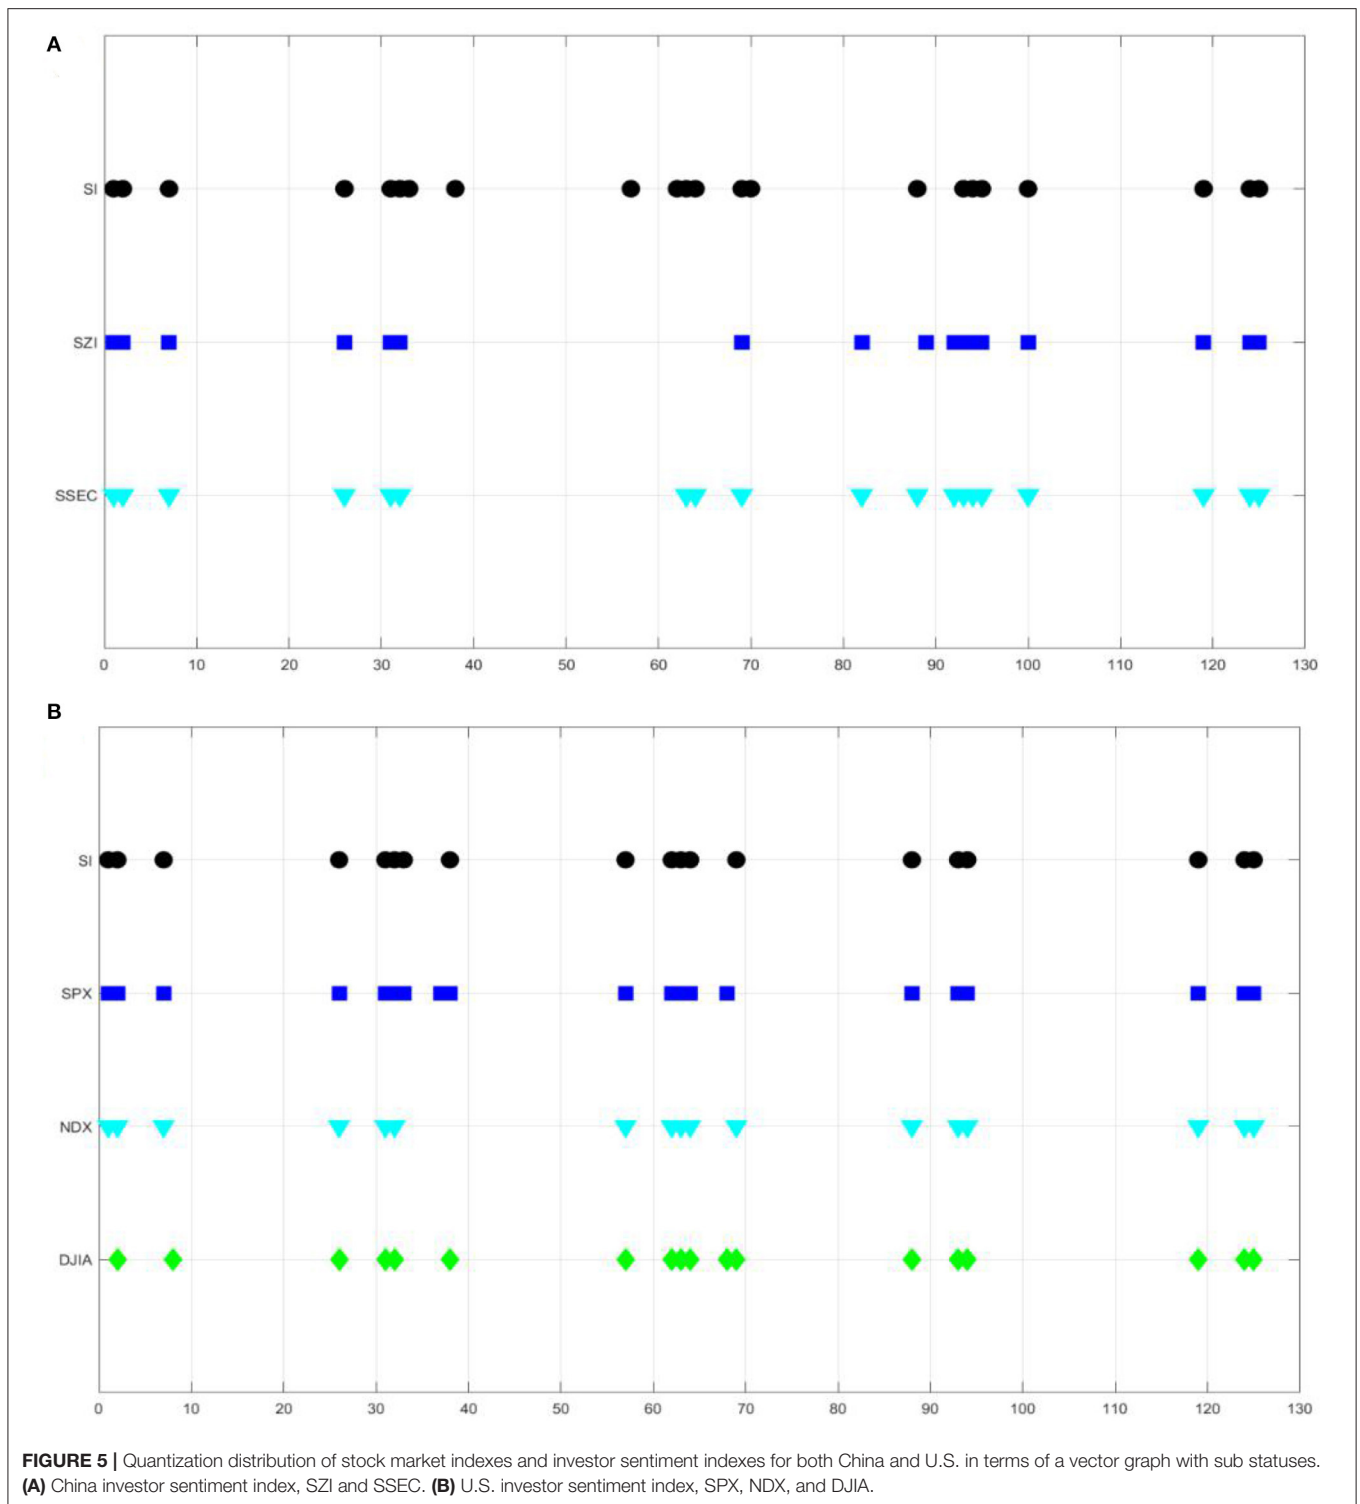 A
SI
SZI
SSEC
0 10 20 30 40 50 60 70 80 90 100 110 120 130
B
SI
SPX
NDX
DJIA
0 10 20 30 40 50 60 70 80 90 100 110 120 130
FIGURE 5 | Quantization distribution of stock market indexes and investor sentiment indexes for both China and U.S. in terms of a vector graph with sub statuses.
(A) China investor sentiment index, SZI and SSEC. (B) U.S. investor sentiment index, SPX, NDX, and DJIA.